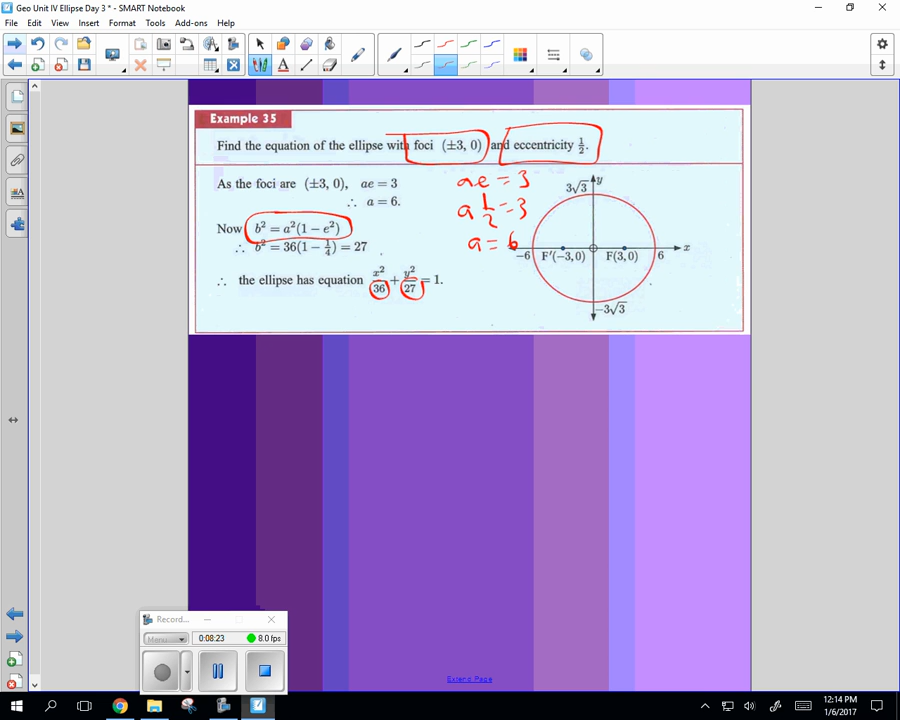 Geo Unit IV Ellipse Day 3 * - SMART Notebook
File Edit View Insert Format Tools Add-ons Help
Example 35
Find the equation of the ellipse with foci (±3, 0) and eccentricity 1/2.
As the foci are (±3, 0), ae = 3
∴ a = 6.
Now b² = a²(1 − e²)
∴ b² = 36(1 − 1/4) = 27
∴ the ellipse has equation x²/36 + y²/27 = 1.
ae = 3
a 1/2 = 3
a = 6
3√3 y
−6 F′(−3, 0) F(3, 0) 6 x
−3√3
Record...
Menu 0:08:23 8.0 fps
Extend Page
12:14 PM
1/6/2017